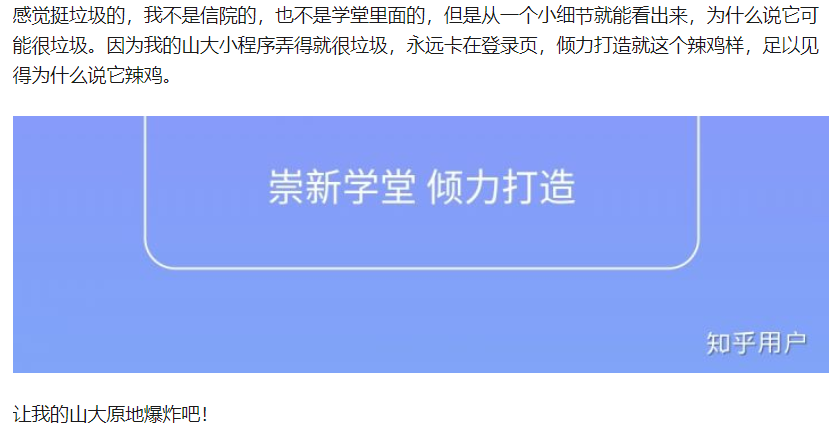 感觉挺垃圾的，我不是信院的，也不是学堂里面的，但是从一个小细节就能看出来，为什么说它可
能很垃圾。因为我的山大小程序弄得就很垃圾，永远卡在登录页，倾力打造就这个辣鸡样，足以见
得为什么说它辣鸡。
崇新学堂 倾力打造
知乎用户
让我的山大原地爆炸吧！